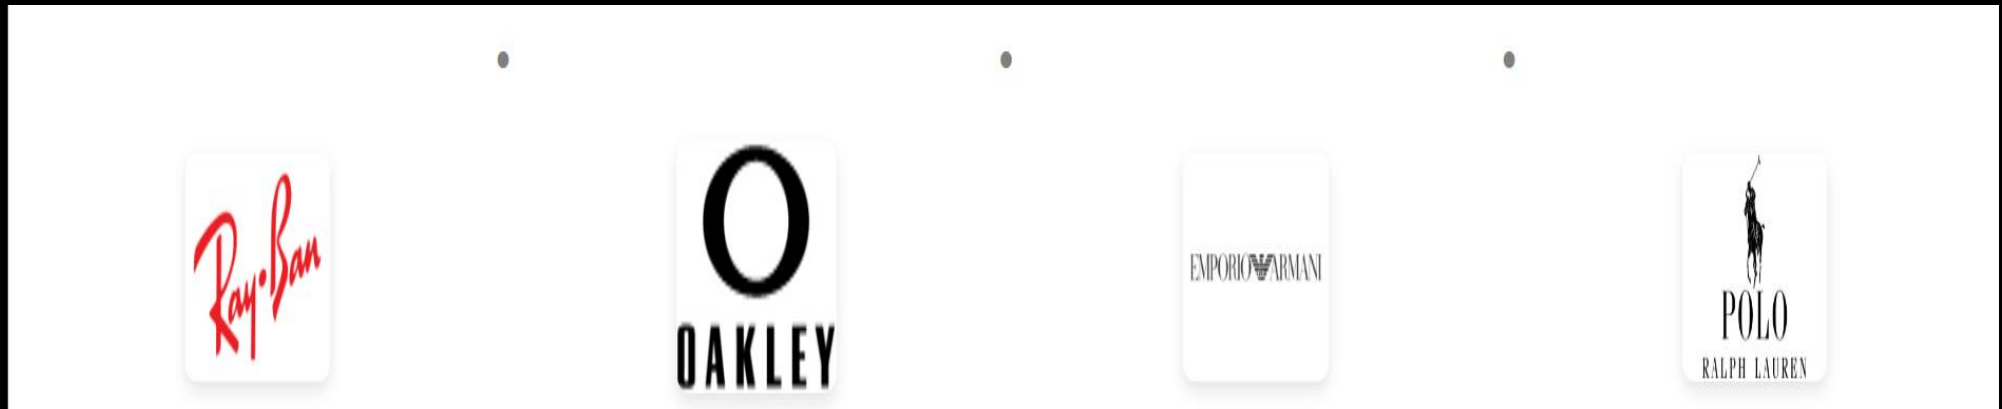 Ray·Ban
OAKLEY
EMPORIO ARMANI
POLO
RALPH LAUREN